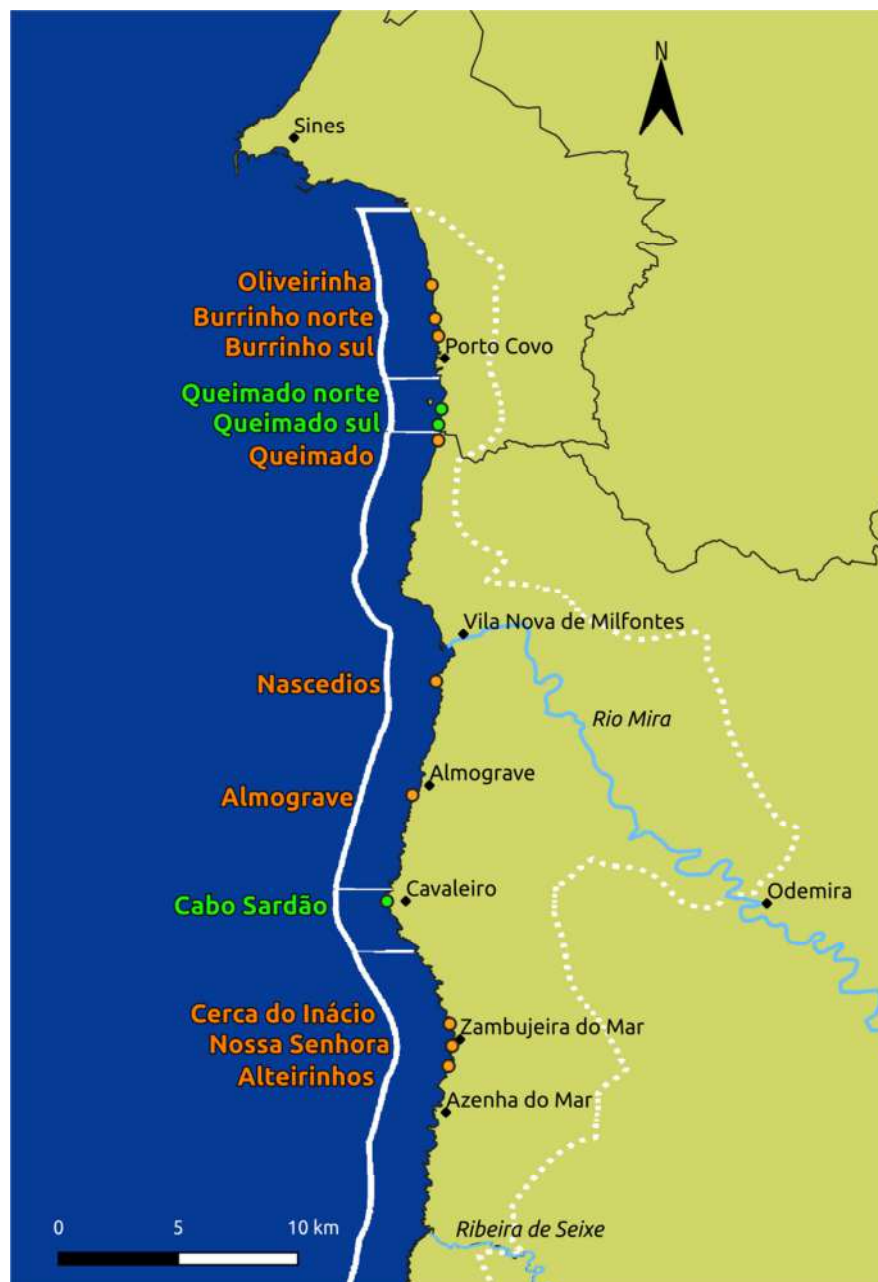 N
Sines
Oliveirinha
Burrinho norte
Burrinho sul
Porto Covo
Queimado norte
Queimado sul
Queimado
Vila Nova de Milfontes
Nascedios
Rio Mira
Almograve
Almograve
Cavaleiro
Odemira
Cabo Sardão
Cerca do Inácio
Zambujeira do Mar
Nossa Senhora
Alteirinhos
Azenha do Mar
0 5 10 km
Ribeira de Seixe